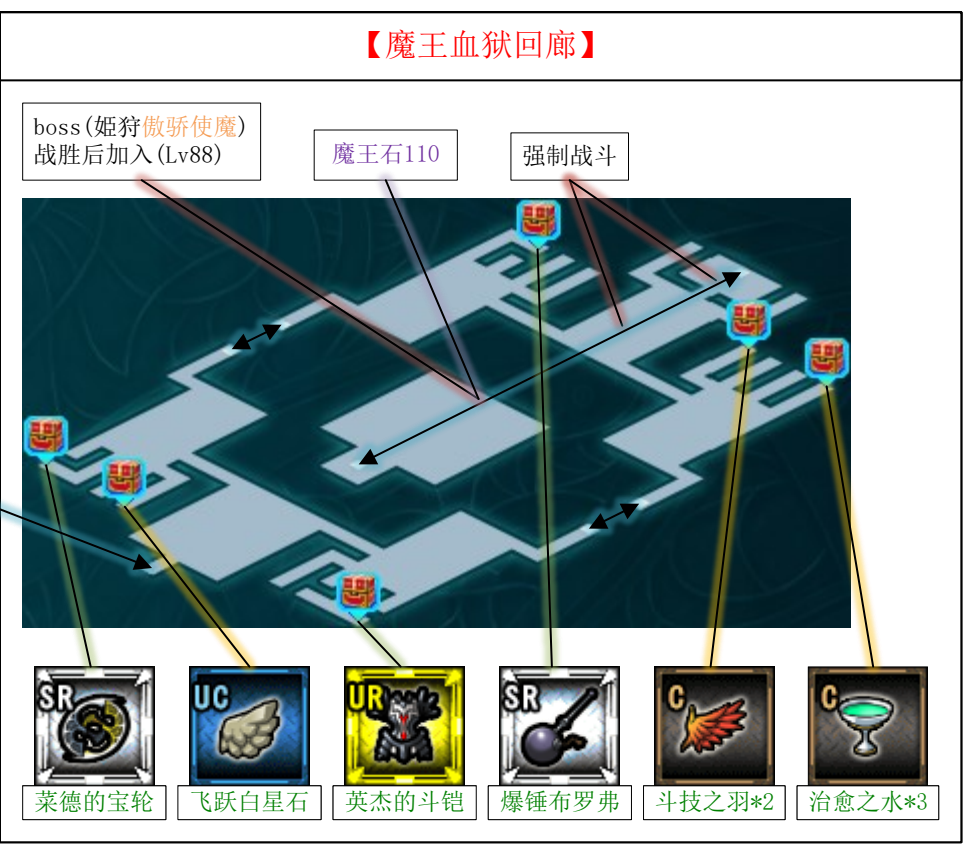 【魔王血狱回廊】
boss(姫狩傲骄使魔)
战胜后加入(Lv88)
魔王石110
强制战斗
SR
UC
UR
SR
C
C
菜德的宝轮
飞跃白星石
英杰的斗铠
爆锤布罗弗
斗技之羽*2
治愈之水*3